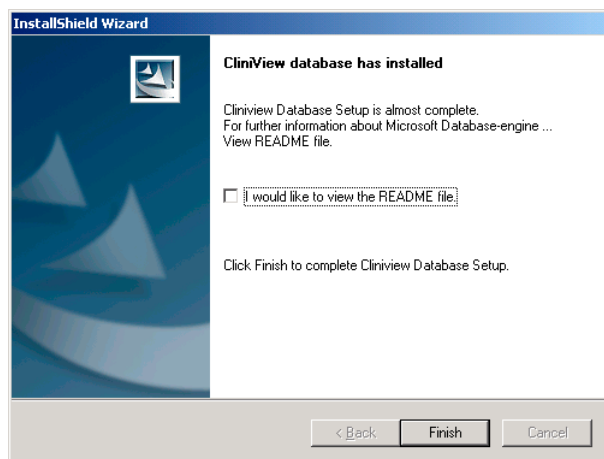 InstallShield Wizard
CliniView database has installed
Cliniview Database Setup is almost complete.
For further information about Microsoft Database-engine ...
View README file.
I would like to view the README file.
Click Finish to complete Cliniview Database Setup.
< Back
Finish
Cancel